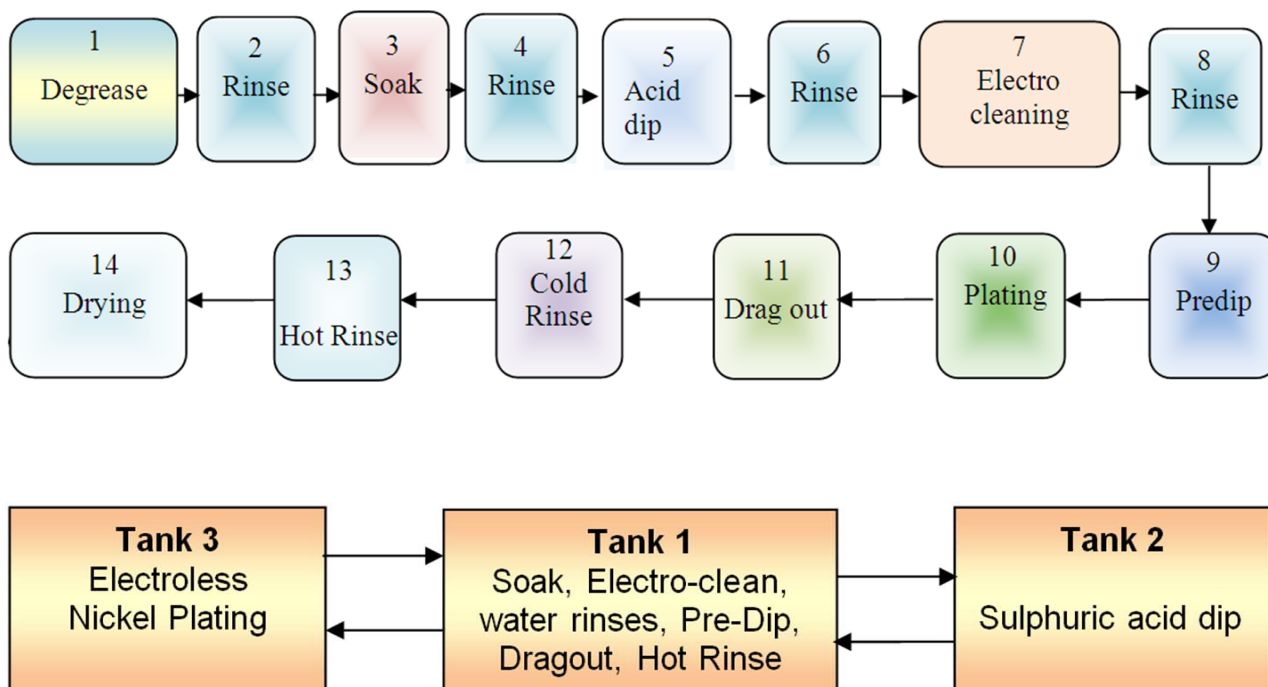 1
Degrease
2
Rinse
3
Soak
4
Rinse
5
Acid
dip
6
Rinse
7
Electro
cleaning
8
Rinse
9
Predip
10
Plating
11
Drag out
12
Cold
Rinse
13
Hot Rinse
14
Drying
Tank 3
Electroless
Nickel Plating
Tank 1
Soak, Electro-clean,
water rinses, Pre-Dip,
Dragout, Hot Rinse
Tank 2
Sulphuric acid dip